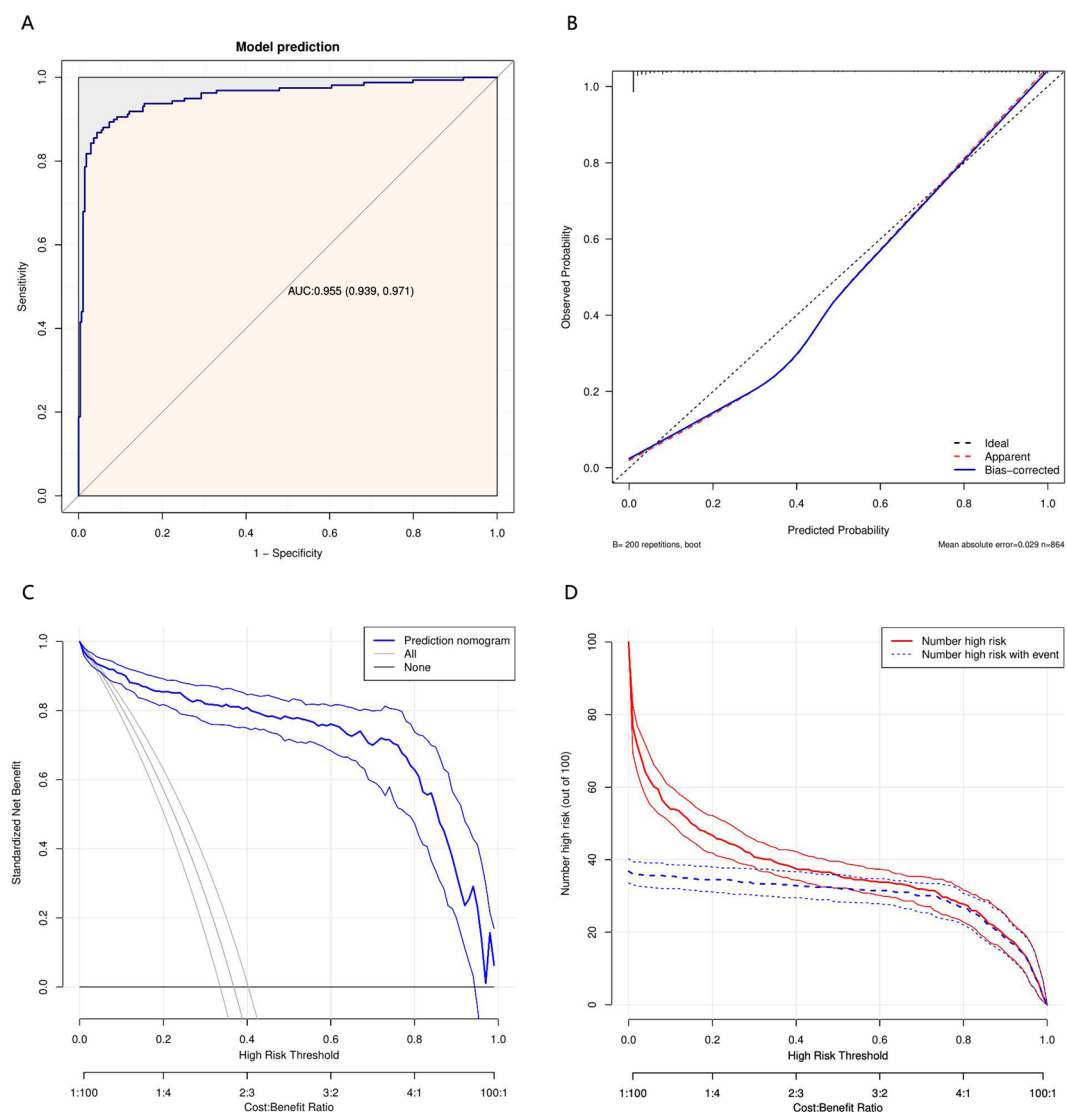 A
Model prediction
1.0
0.8
0.6
0.4
0.2
0.0
Sensitivity
AUC:0.955 (0.939, 0.971)
0.0 0.2 0.4 0.6 0.8 1.0
1 − Specificity
B
1.0
0.8
0.6
0.4
0.2
0.0
Observed Probability
Ideal
Apparent
Bias−corrected
0.0 0.2 0.4 0.6 0.8 1.0
Predicted Probability
B= 200 repetitions, boot
Mean absolute error=0.029 n=864
C
1.0
0.8
0.6
0.4
0.2
0.0
Standardized Net Benefit
Prediction nomogram
All
None
0.0 0.2 0.4 0.6 0.8 1.0
High Risk Threshold
1:100 1:4 2:3 3:2 4:1 100:1
Cost:Benefit Ratio
D
100
80
60
40
20
0
Number high risk (out of 100)
Number high risk
Number high risk with event
0.0 0.2 0.4 0.6 0.8 1.0
High Risk Threshold
1:100 1:4 2:3 3:2 4:1 100:1
Cost:Benefit Ratio